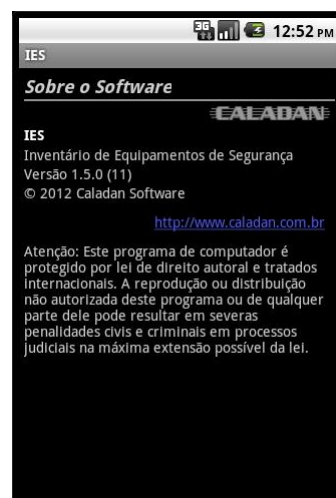 3G 12:52 PM
IES
Sobre o Software
CALADAN
IES
Inventário de Equipamentos de Segurança
Versão 1.5.0 (11)
© 2012 Caladan Software
http://www.caladan.com.br
Atenção: Este programa de computador é
protegido por lei de direito autoral e tratados
internacionais. A reprodução ou distribuição
não autorizada deste programa ou de qualquer
parte dele pode resultar em severas
penalidades civis e criminais em processos
judiciais na máxima extensão possível da lei.